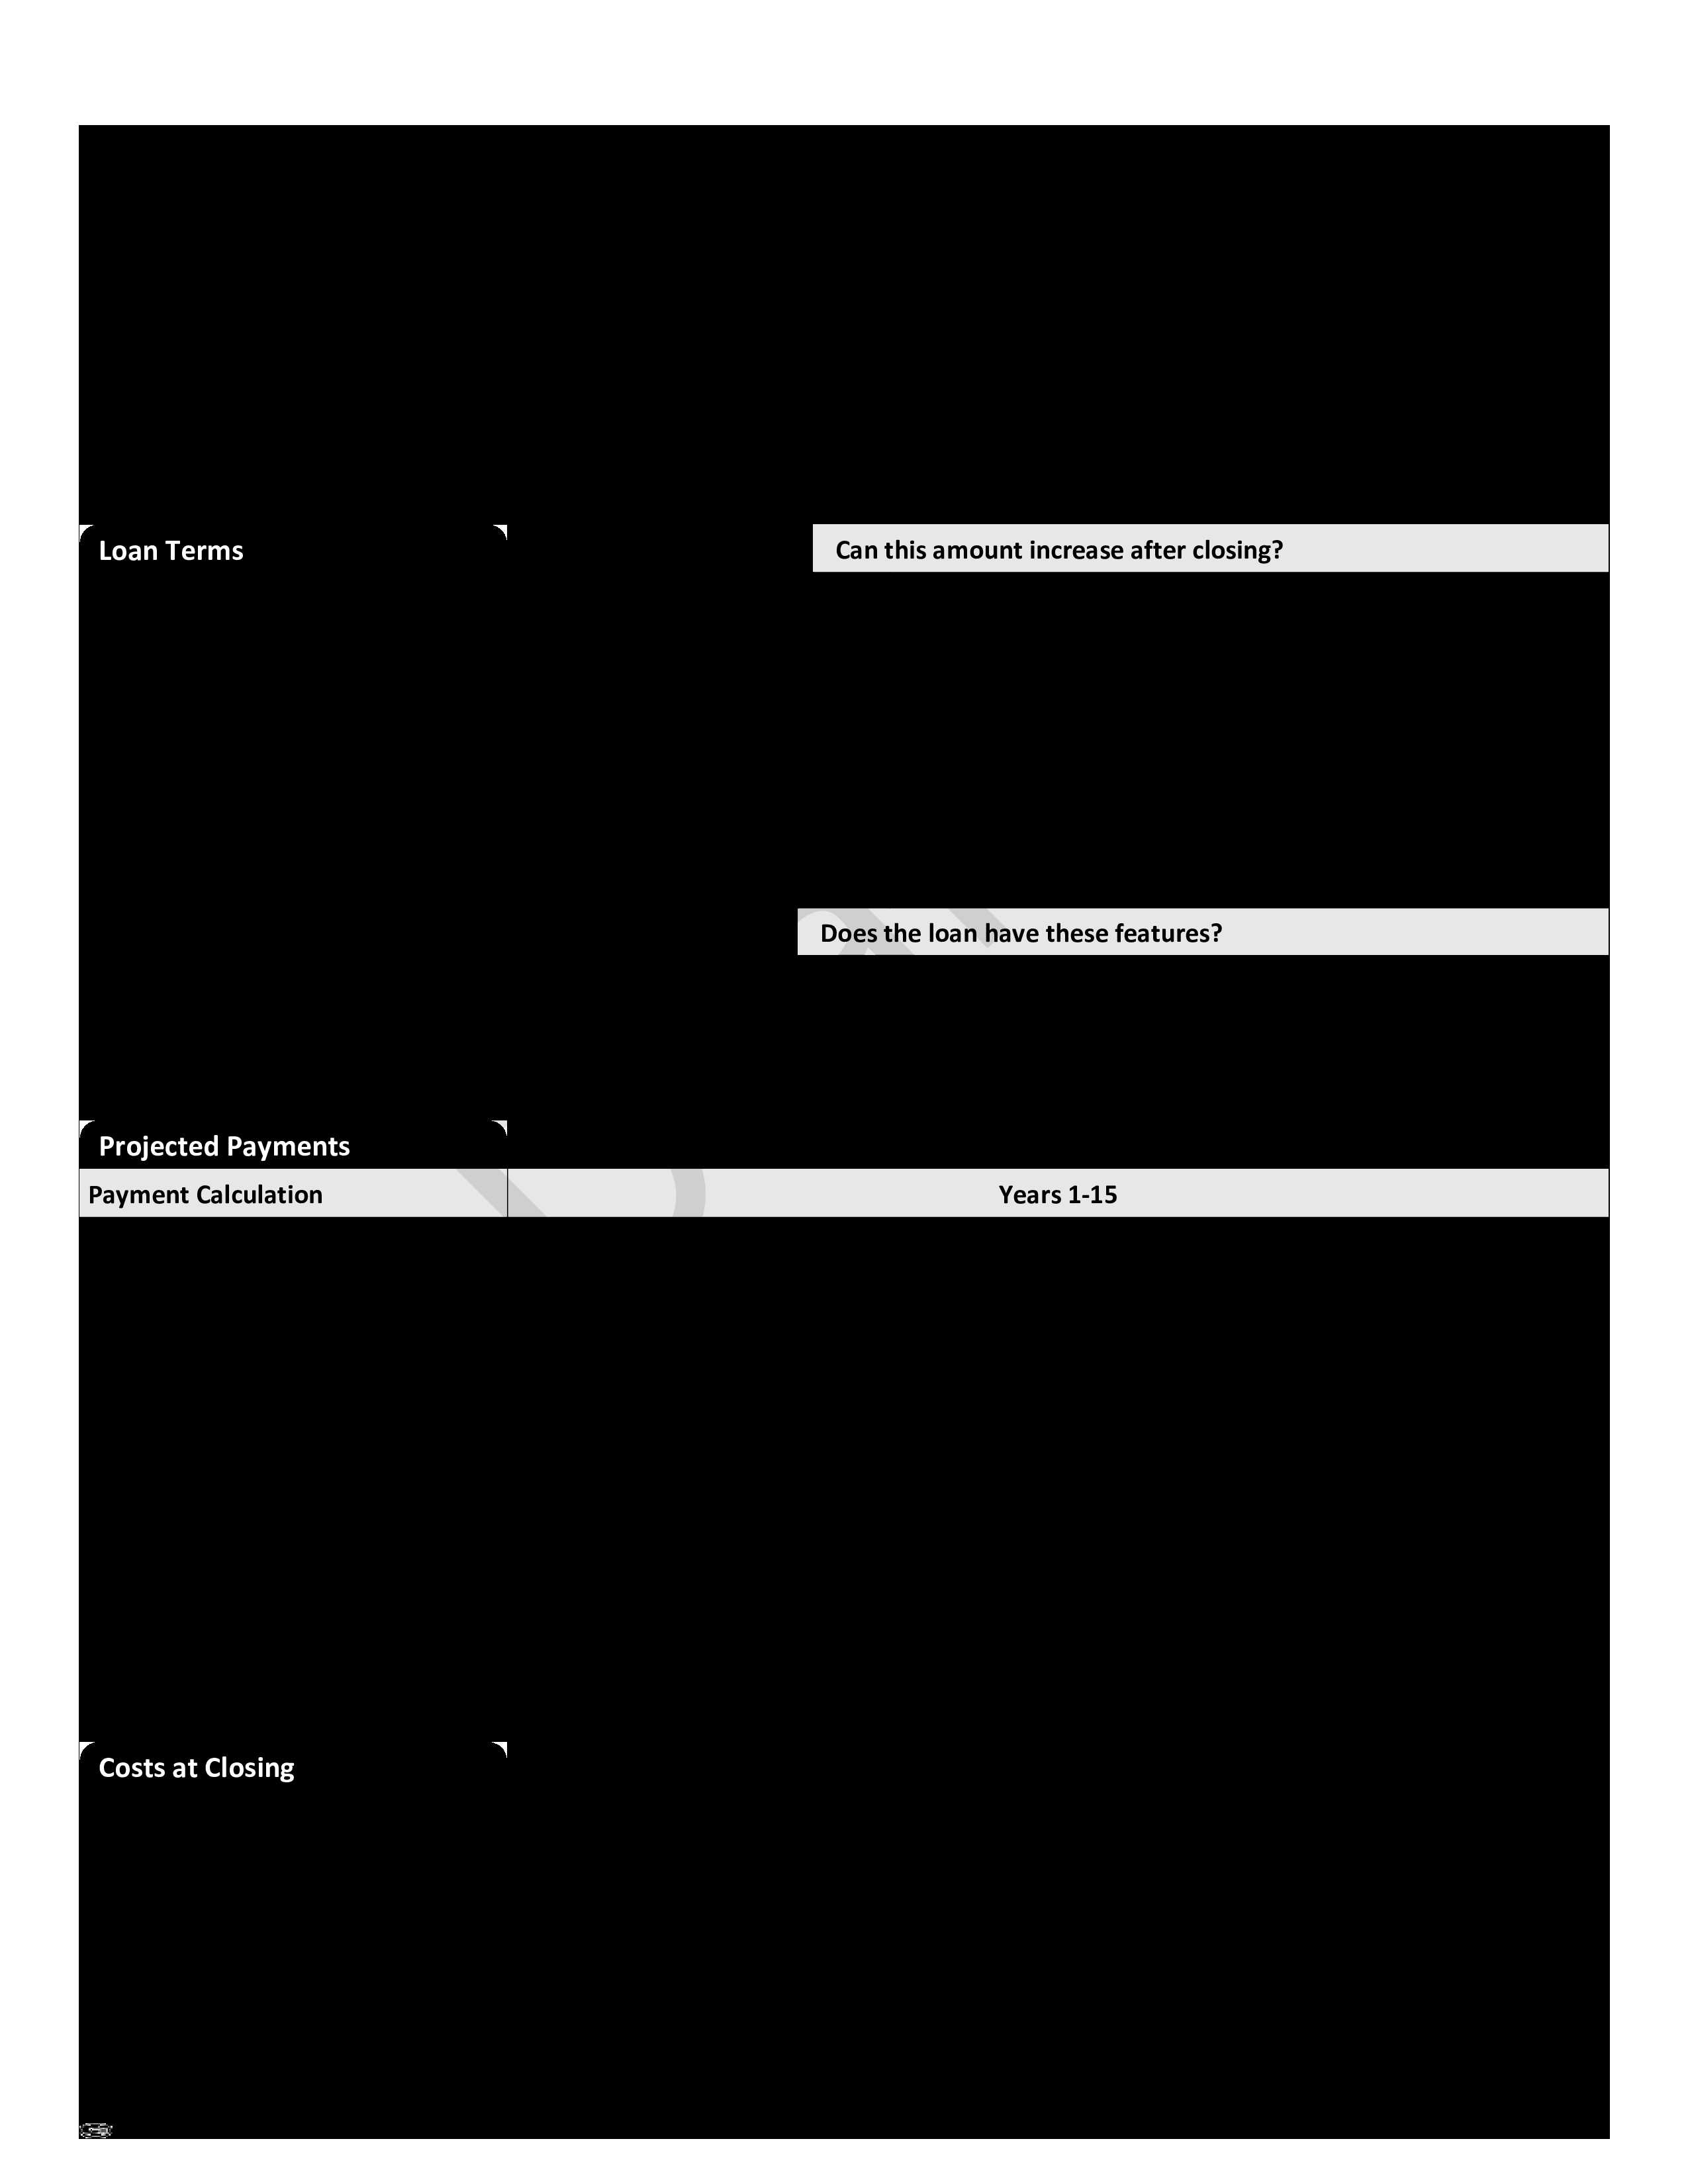 Loan Terms Can this amount increase after closing?
Does the loan have these features?
Projected Payments
Payment Calculation Years 1-15
Costs at Closing